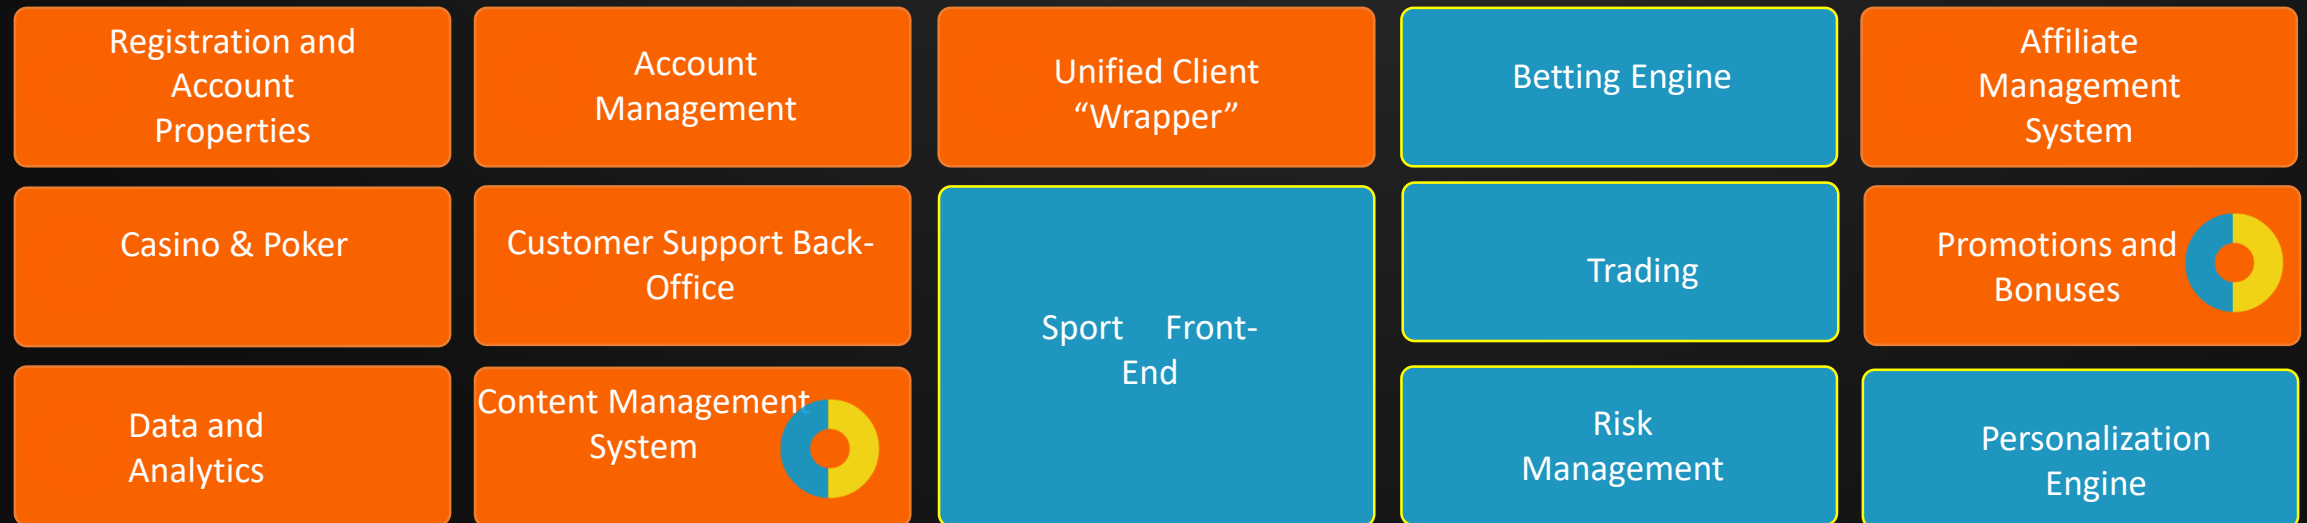 Registration and
Account
Properties
Account
Management
Unified Client
“Wrapper”
Betting Engine
Affiliate
Management
System
Casino & Poker
Customer Support Back-
Office
Sport Front-
End
Trading
Promotions and
Bonuses
Data and
Analytics
Content Management
System
Risk
Management
Personalization
Engine